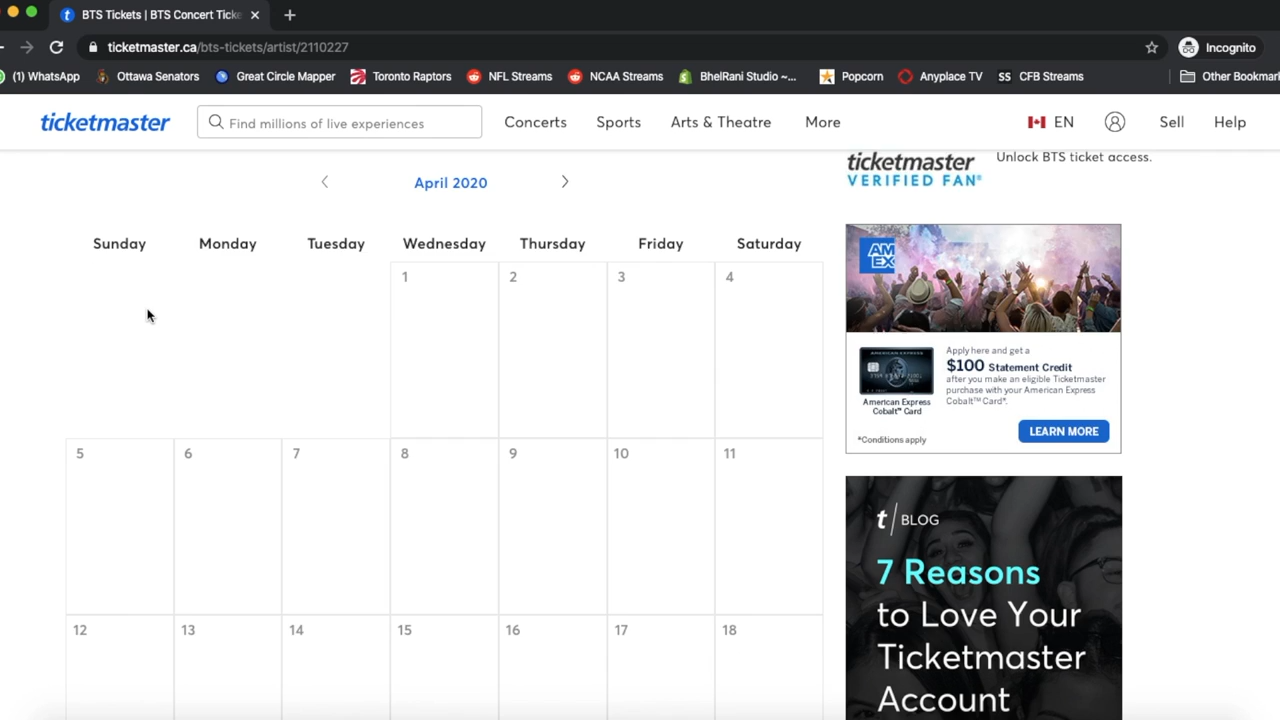 BTS Tickets | BTS Concert Ticke
ticketmaster.ca/bts-tickets/artist/2110227
Incognito
(1) WhatsApp
Ottawa Senators
Great Circle Mapper
Toronto Raptors
NFL Streams
NCAA Streams
BhelRani Studio ~...
Popcorn
Anyplace TV
SS CFB Streams
Other Bookmar
ticketmaster
Find millions of live experiences
Concerts
Sports
Arts & Theatre
More
EN
Sell
Help
April 2020
Sunday Monday Tuesday Wednesday Thursday Friday Saturday
1 2 3 4
5 6 7 8 9 10 11
12 13 14 15 16 17 18
ticketmaster
VERIFIED FAN®
Unlock BTS ticket access.
AM
EX
AMERICAN EXPRESS
American Express
Cobalt™ Card
*Conditions apply
Apply here and get a
$100 Statement Credit
after you make an eligible Ticketmaster
purchase with your American Express
Cobalt™ Card*.
LEARN MORE
t/BLOG
7 Reasons
to Love Your
Ticketmaster
Account